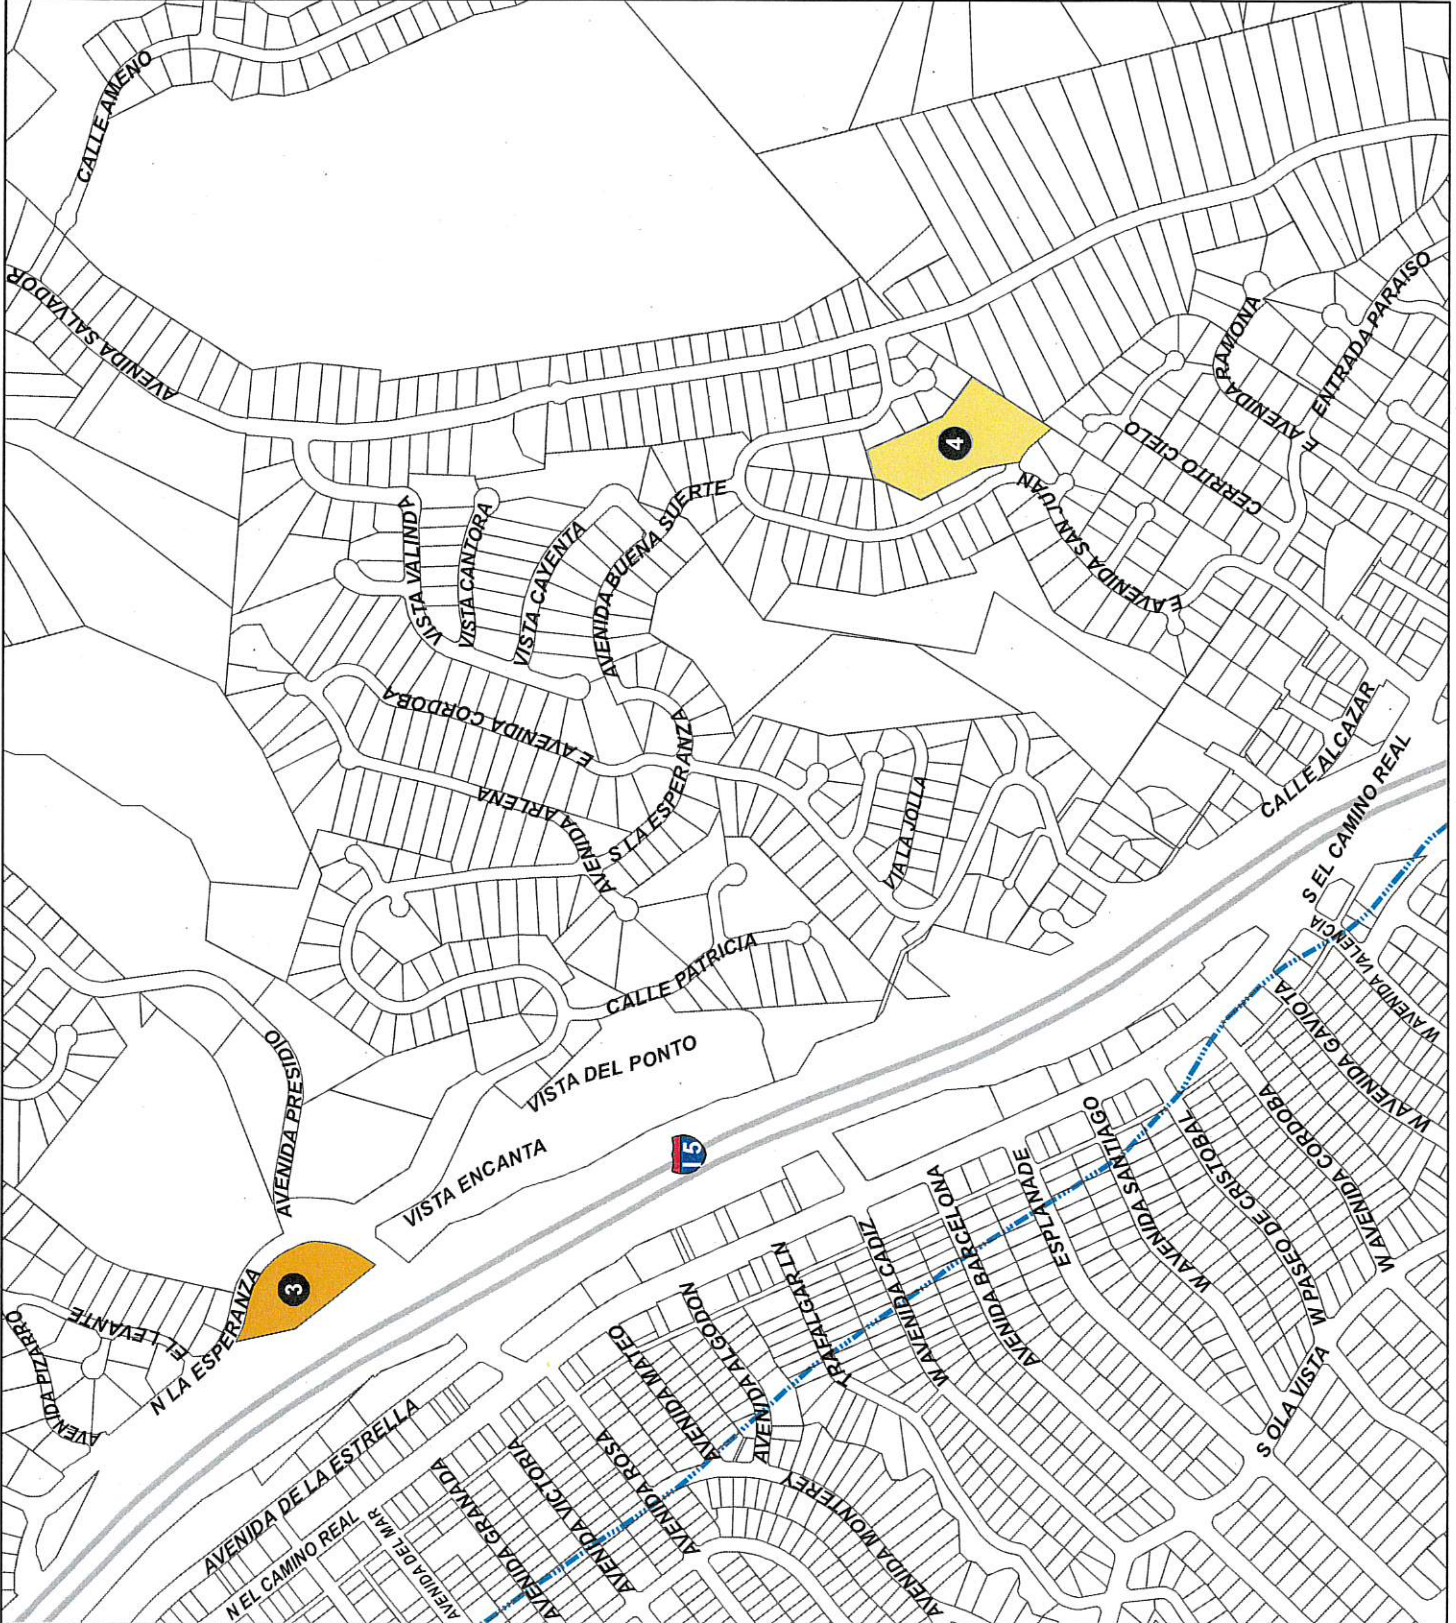 CALLE AMENO
AVENIDA SALVADOR
4
VISTA VALINDA
VISTA CANTORA
VISTA CAYENTA
AVENIDA BUENA SUERTE
E AVENIDA SAN JUAN
CERRITO CIELO
E AVENIDA RAMONA
E ENTRADA PARAISO
E AVENIDA CORDOBA
AVENIDA ARLENA
S LA ESPERANZA
VIA LA JOLLA
CALLE ALCAZAR
S EL CAMINO REAL
CALLE PATRICIA
VISTA DEL PONTO
VISTA ENCANTA
AVENIDA PRESIDIO
3
5
N LA ESPERANZA
EL LEVANTE
AVENIDA PIZARRO
AVENIDA DE LA ESTRELLA
N EL CAMINO REAL
AVENIDA DEL MAR
AVENIDA GRANADA
AVENIDA VICTORIA
AVENIDA ROSA
AVENIDA MATEO
AVENIDA ALGODON
AVENIDA MONTEREY
TRAFALGAR LN
W AVENIDA CADIZ
AVENIDA BARCELONA
ESPLANADE
W AVENIDA SANTIAGO
W PASEO DE CRISTOBAL
W AVENIDA CORDOBA
W AVENIDA GAVIOTA
W AVENIDA VALENCIA
S OLA VISTA